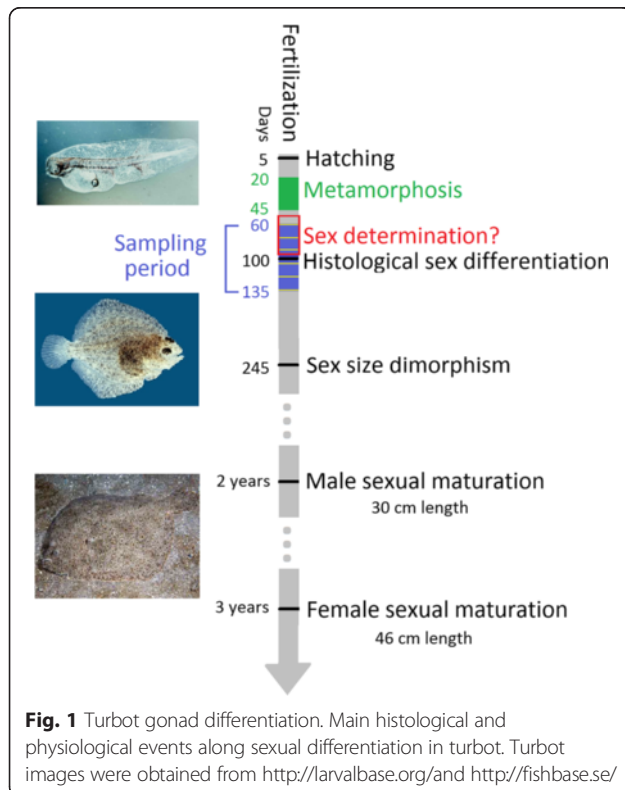 Fertilization
Days
5 Hatching
20
Metamorphosis
45
60
Sex determination?
Sampling
period
100 Histological sex differentiation
135
245 Sex size dimorphism
2 years Male sexual maturation
30 cm length
3 years Female sexual maturation
46 cm length
Fig. 1 Turbot gonad differentiation. Main histological and
physiological events along sexual differentiation in turbot. Turbot
images were obtained from http://larvalbase.org/and http://fishbase.se/